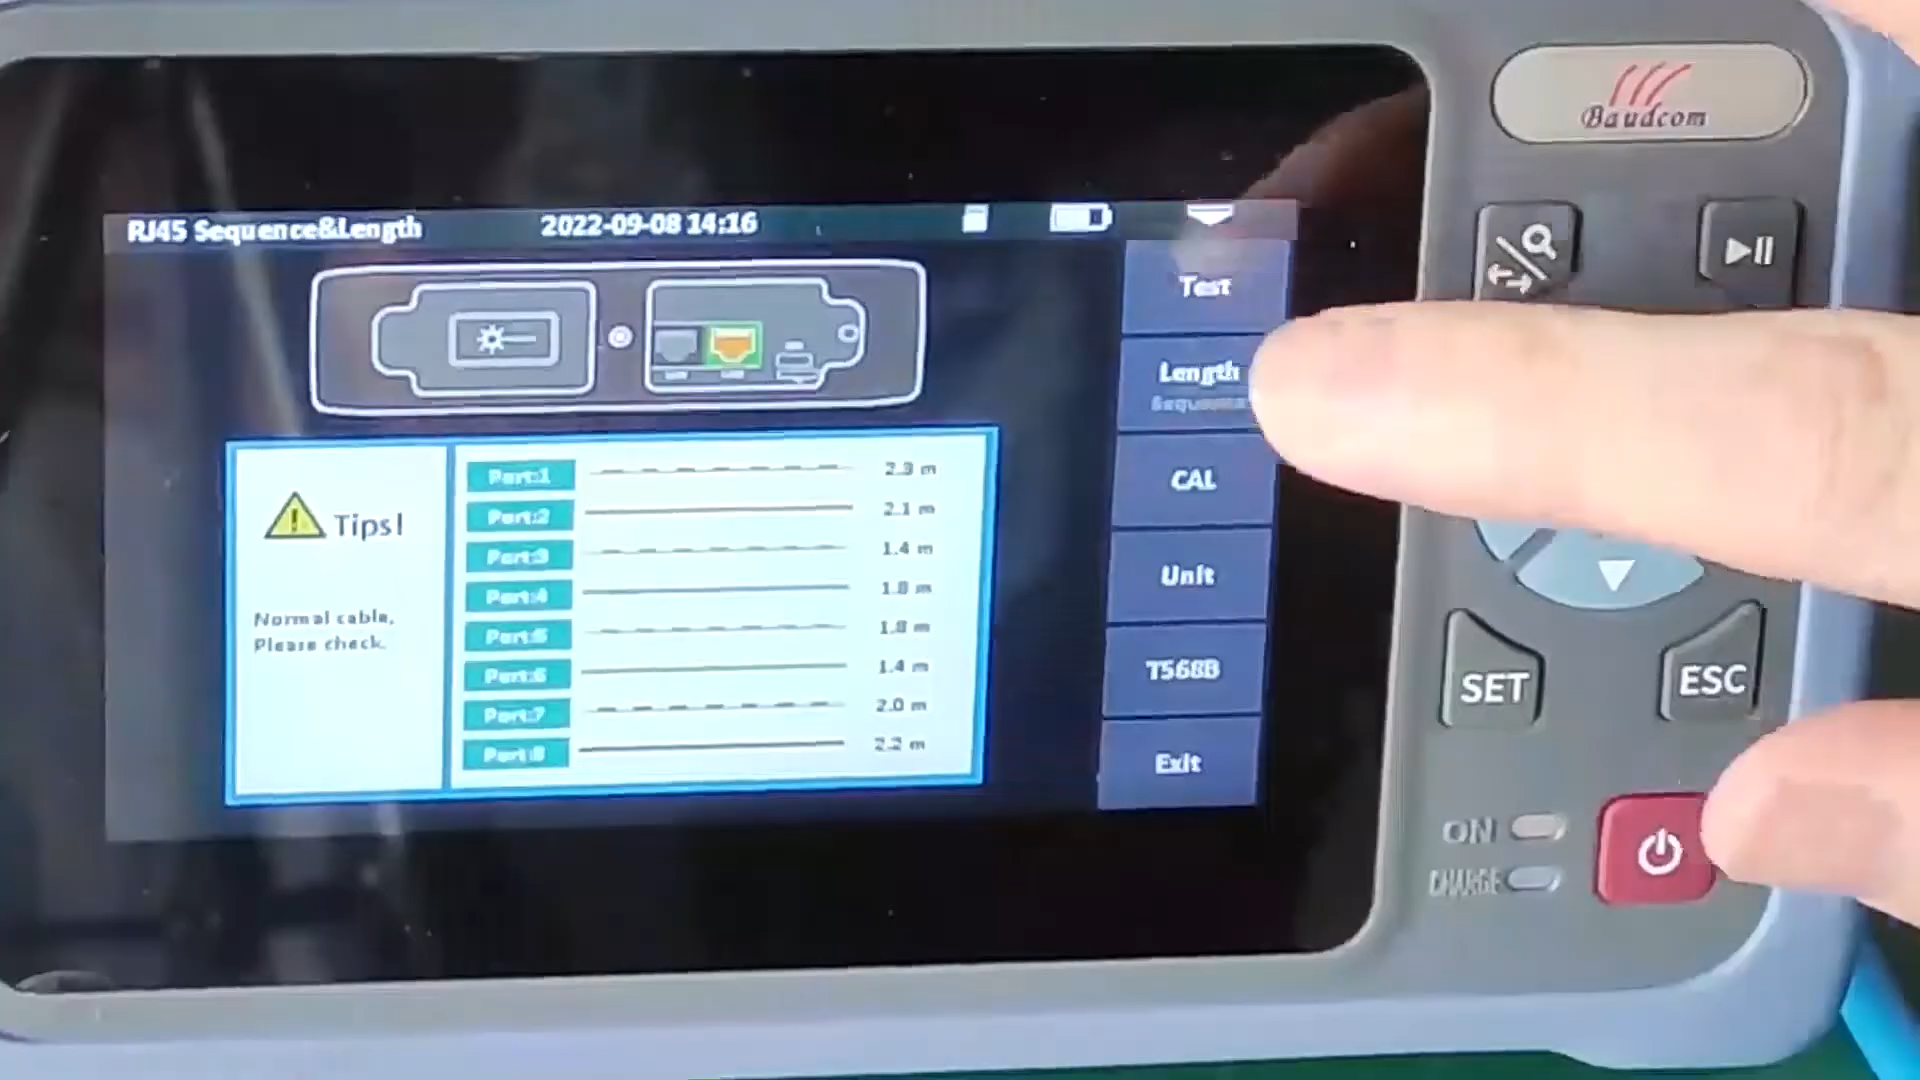 Baudcom
RJ45 Sequence&Length 2022-09-08 14:16
Test
Length
Sequence
CAL
Unit
T568B
Exit
Tips!
Normal cable,
Please check.
Port:1 2.3 m
Port:2 2.1 m
Port:3 1.4 m
Port:4 1.8 m
Port:5 1.8 m
Port:6 1.4 m
Port:7 2.0 m
Port:8 2.2 m
SET
ESC
ON
CHARGE